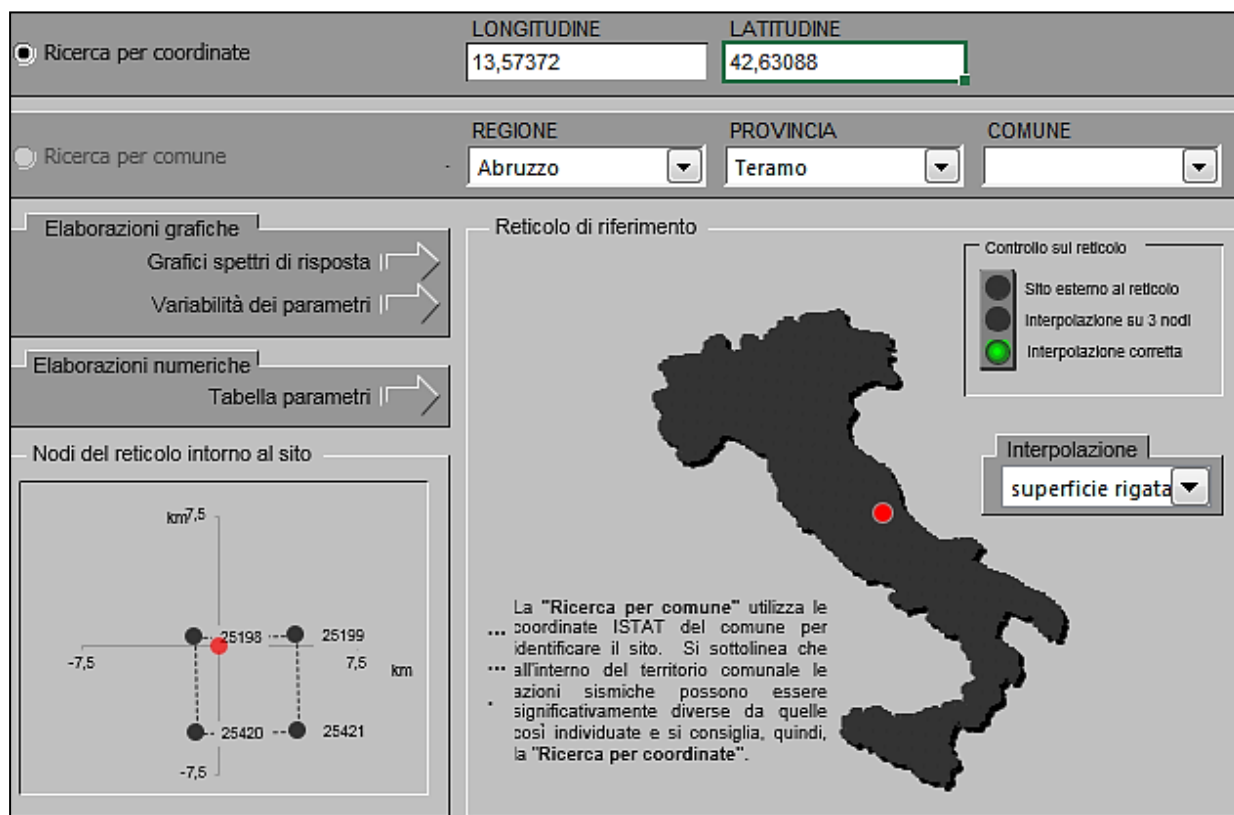 LONGITUDINE LATITUDINE
Ricerca per coordinate 13,57372 42,63088
REGIONE PROVINCIA COMUNE
Ricerca per comune . Abruzzo Teramo
Elaborazioni grafiche
Grafici spettri di risposta
Variabilità dei parametri
Elaborazioni numeriche
Tabella parametri
Nodi del reticolo intorno al sito
km 7,5
25198 25199
-7,5 7,5 km
25420 25421
-7,5
Reticolo di riferimento
Controllo sul reticolo
Sito esterno al reticolo
Interpolazione su 3 nodi
Interpolazione corretta
Interpolazione
superficie rigata
La "Ricerca per comune" utilizza le
... coordinate ISTAT del comune per
identificare il sito. Si sottolinea che
... all'interno del territorio comunale le
azioni sismiche possono essere
. significativamente diverse da quelle
così individuate e si consiglia, quindi,
la "Ricerca per coordinate".